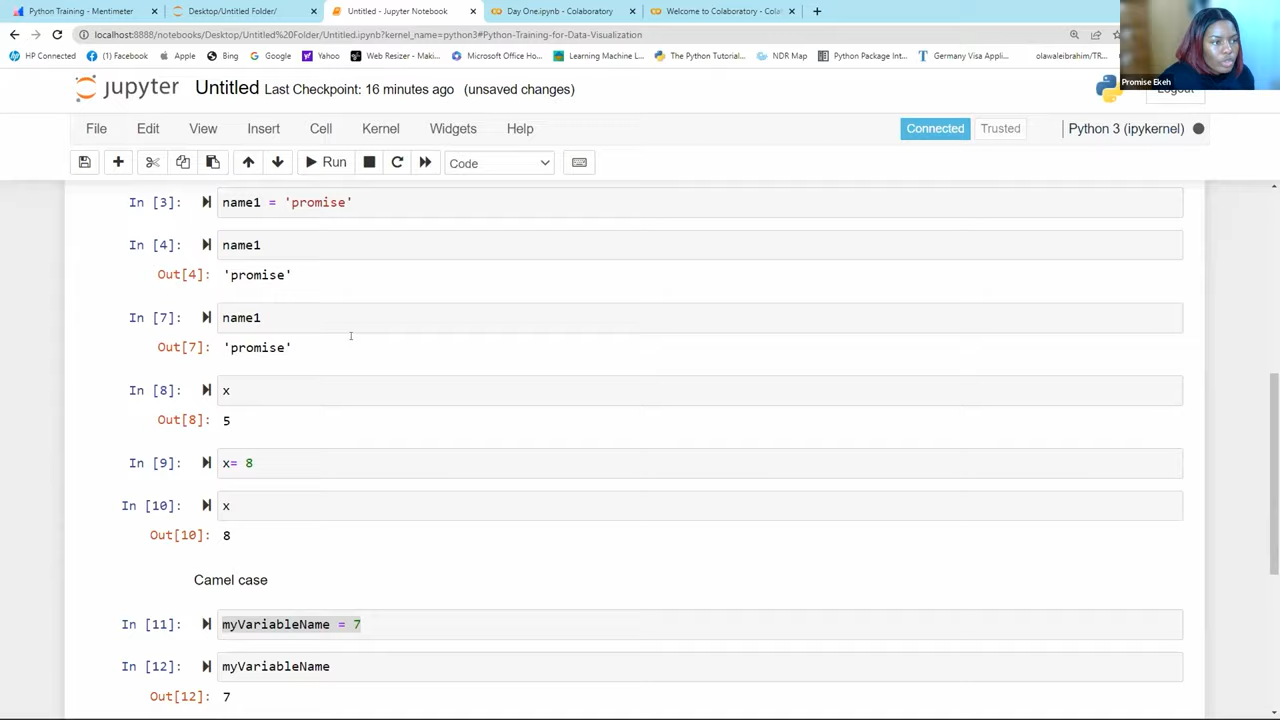 Python Training - Mentimeter
Desktop/Untitled Folder/
Untitled - Jupyter Notebook
Day One.ipynb - Colaboratory
Welcome to Colaboratory - Cola
localhost:8888/notebooks/Desktop/Untitled%20Folder/Untitled.ipynb?kernel_name=python3#Python-Training-for-Data-Visualization
HP Connected
(1) Facebook
Apple
Bing
Google
Yahoo
Web Resizer - Maki...
Microsoft Office Ho...
Learning Machine L...
The Python Tutorial...
NDR Map
Python Package Int...
Germany Visa Appli...
olawaleibrahim/TR...
Promise Ekeh
jupyter Untitled Last Checkpoint: 16 minutes ago (unsaved changes)
Logout
File Edit View Insert Cell Kernel Widgets Help
Connected Trusted Python 3 (ipykernel)
Run Code
In [3]: name1 = 'promise'
In [4]: name1
Out[4]: 'promise'
In [7]: name1
Out[7]: 'promise'
In [8]: x
Out[8]: 5
In [9]: x= 8
In [10]: x
Out[10]: 8
Camel case
In [11]: myVariableName = 7
In [12]: myVariableName
Out[12]: 7